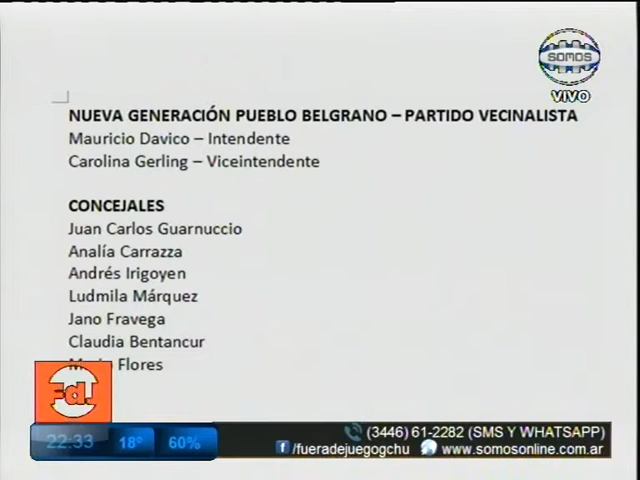 SOMOS
VIVO
NUEVA GENERACIÓN PUEBLO BELGRANO – PARTIDO VECINALISTA
Mauricio Davico – Intendente
Carolina Gerling – Viceintendente
CONCEJALES
Juan Carlos Guarnuccio
Analía Carrazza
Andrés Irigoyen
Ludmila Márquez
Jano Fravega
Claudia Bentancur
Flores
FdJ
22:33 18° 60%
(3446) 61-2282 (SMS Y WHATSAPP)
f /fueradejuegogchu www.somosonline.com.ar